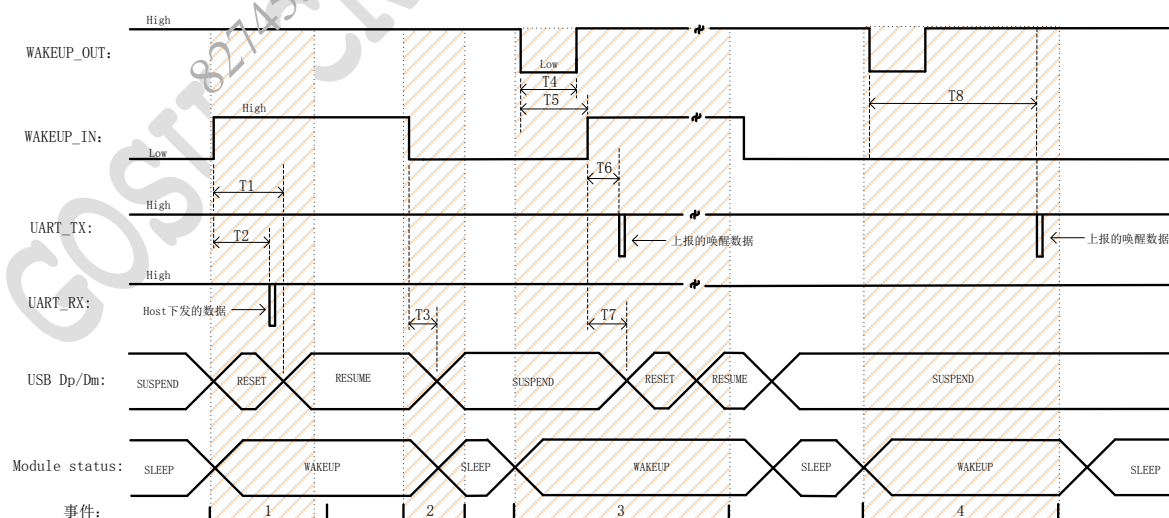 High
WAKEUP_OUT:
Low
T4
T5
T8
High
WAKEUP_IN:
Low
T6
T1
High
UART_TX:
T2
上报的唤醒数据
上报的唤醒数据
High
UART_RX:
Host下发的数据
T3
T7
USB Dp/Dm:
SUSPEND
RESET
RESUME
SUSPEND
RESET
RESUME
SUSPEND
Module status:
SLEEP
WAKEUP
SLEEP
WAKEUP
SLEEP
WAKEUP
SLEEP
事件:
1
2
3
4